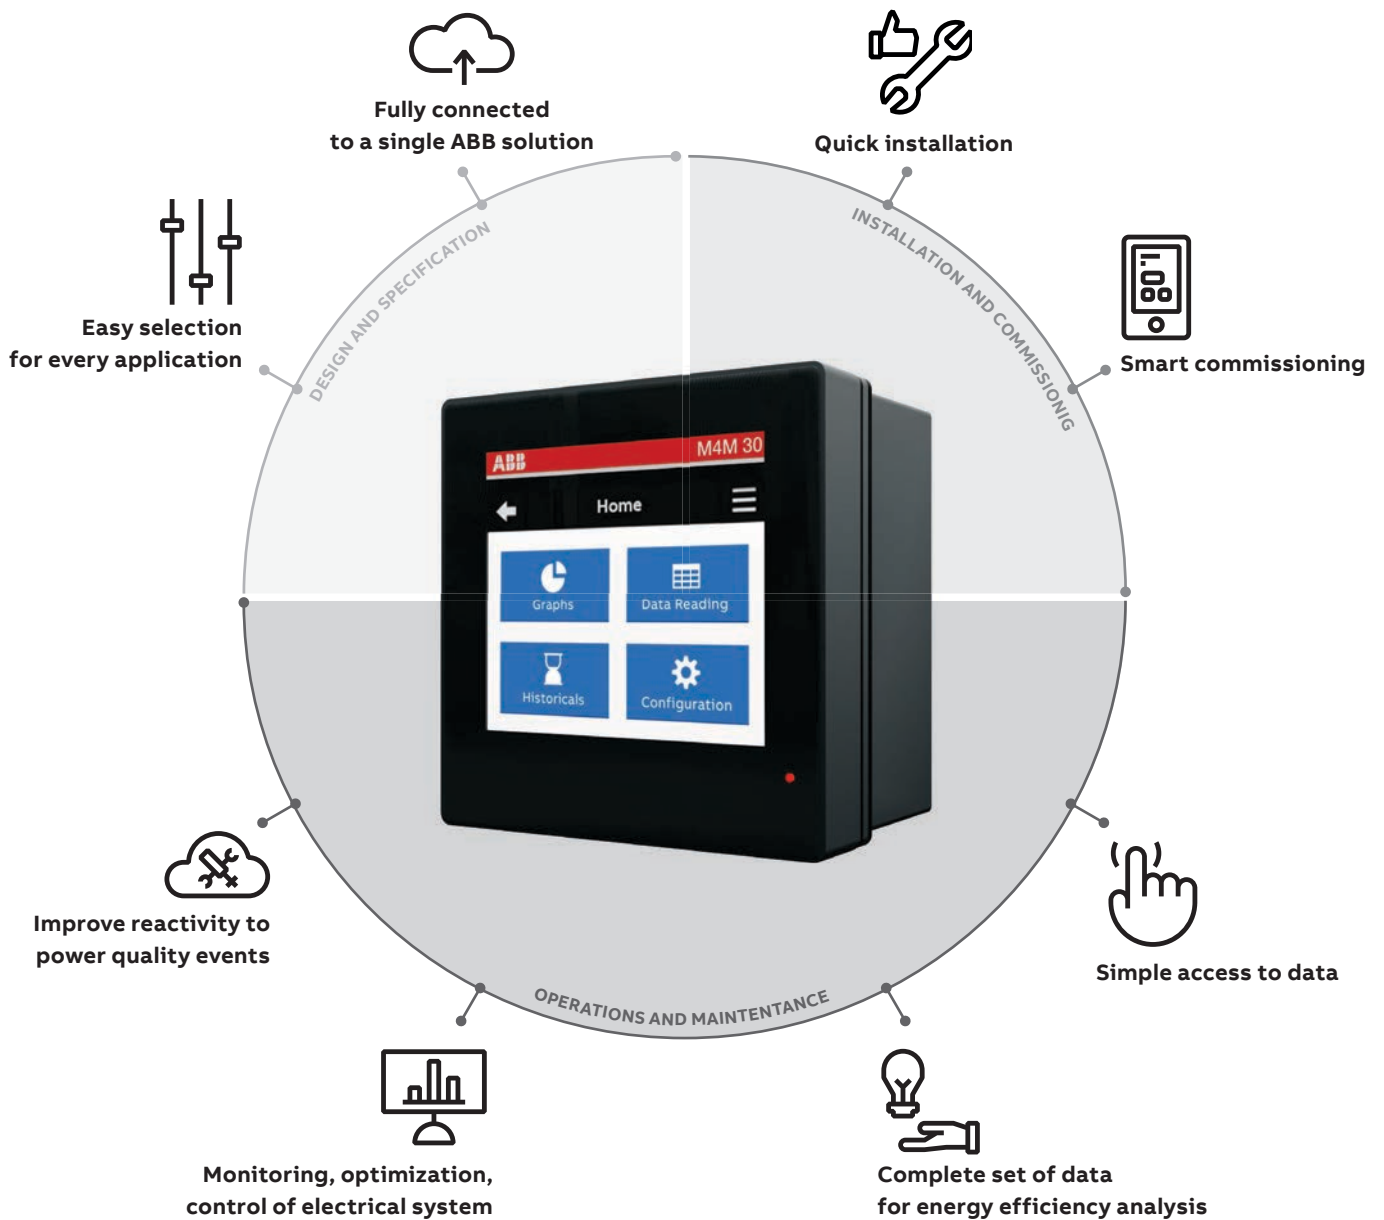 Fully connected
to a single ABB solution
Quick installation
Easy selection
for every application
Smart commissioning
DESIGN AND SPECIFICATION
INSTALLATION AND COMMISSIONIG
ABB
M4M 30
Home
Graphs
Data Reading
Historicals
Configuration
Improve reactivity to
power quality events
Simple access to data
OPERATIONS AND MAINTENTANCE
Monitoring, optimization,
control of electrical system
Complete set of data
for energy efficiency analysis